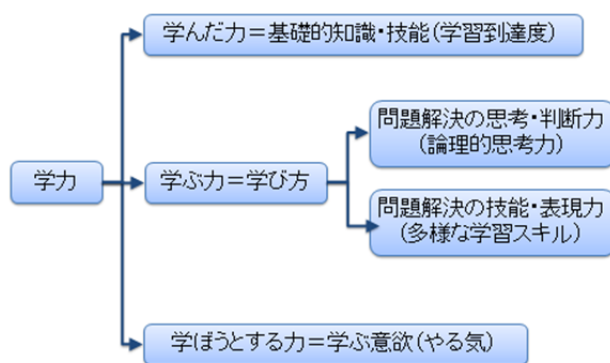 学んだ力＝基礎的知識・技能(学習到達度)
学力
学ぶ力＝学び方
問題解決の思考・判断力
(論理的思考力)
問題解決の技能・表現力
(多様な学習スキル)
学ぼうとする力＝学ぶ意欲(やる気)